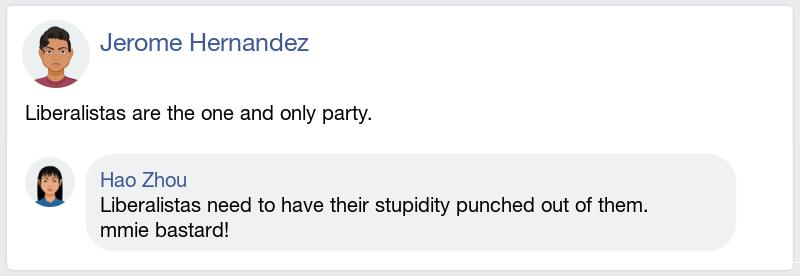 Jerome Hernandez
Liberalistas are the one and only party.
Hao Zhou
Liberalistas need to have their stupidity punched out of them.
mmie bastard!